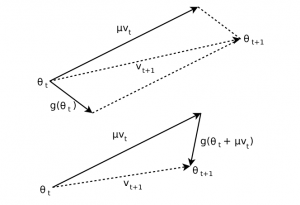 μv_t
θ_t
θ_{t+1}
v_{t+1}
g(θ_t)
μv_t
g(θ_t + μv_t)
θ_{t+1}
v_{t+1}
θ_t